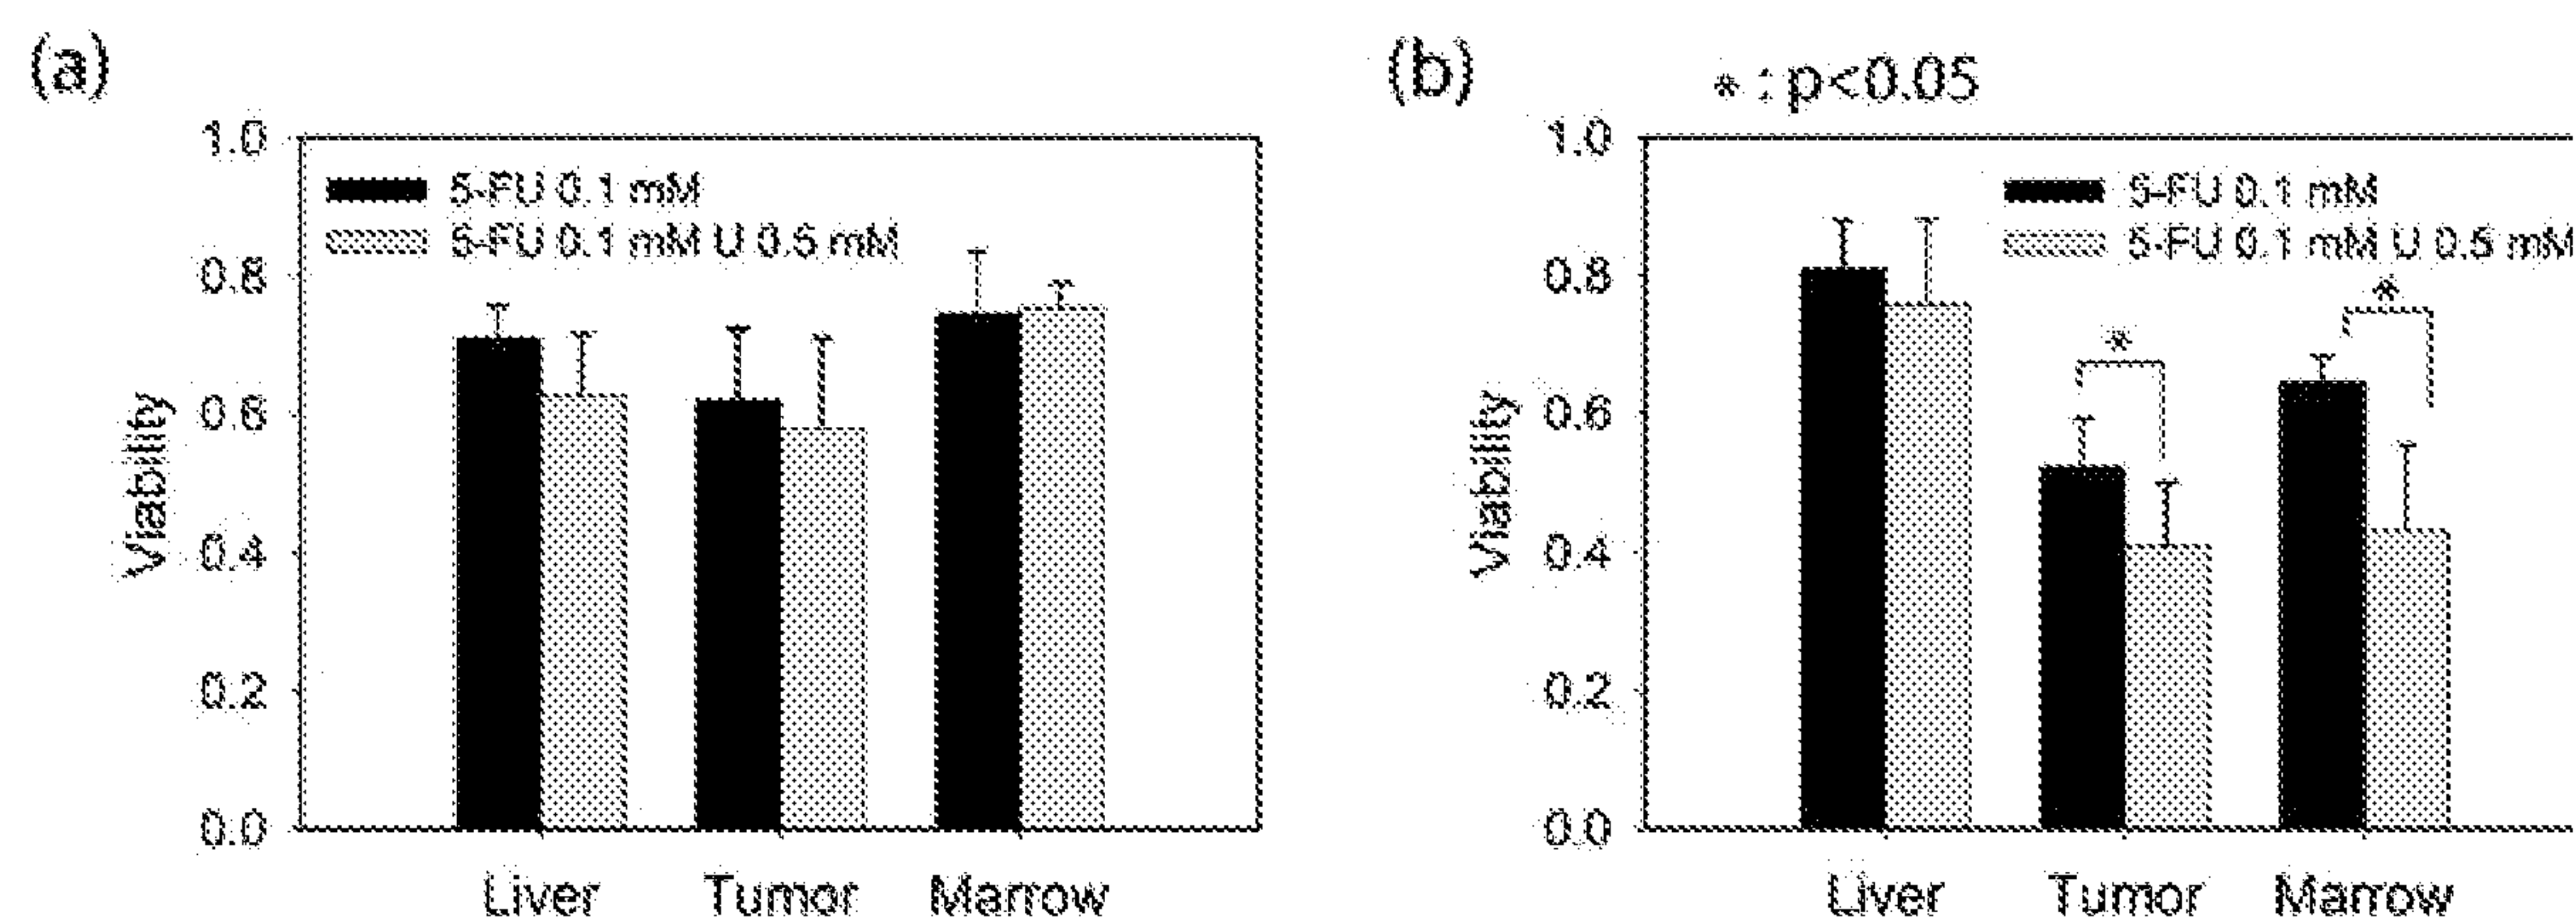 (a)
1.0
0.8
0.6
0.4
0.2
0.0
Viability
5-FU 0.1 mM
5-FU 0.1 mM U 0.5 mM
Liver Tumor Marrow
(b)
* : p<0.05
1.0
0.8
0.6
0.4
0.2
0.0
Viability
5-FU 0.1 mM
5-FU 0.1 mM U 0.5 mM
*
*
Liver Tumor Marrow